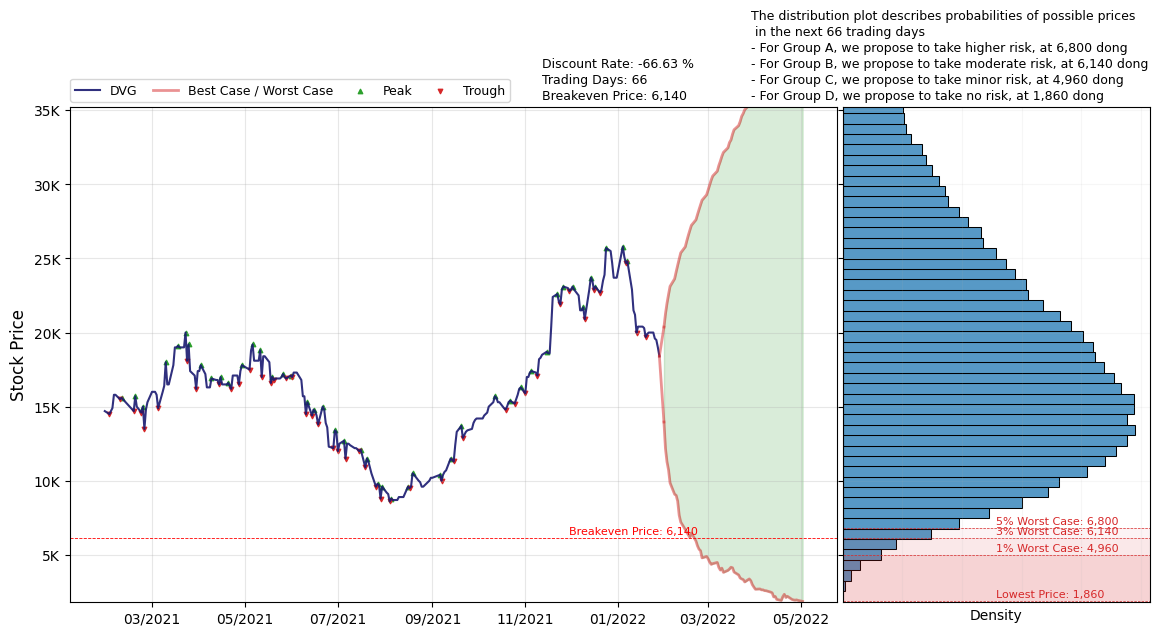 The distribution plot describes probabilities of possible prices
in the next 66 trading days
- For Group A, we propose to take higher risk, at 6,800 dong
- For Group B, we propose to take moderate risk, at 6,140 dong
- For Group C, we propose to take minor risk, at 4,960 dong
- For Group D, we propose to take no risk, at 1,860 dong
Discount Rate: -66.63 %
Trading Days: 66
Breakeven Price: 6,140
DVG
Best Case / Worst Case
Peak
Trough
Stock Price
35K
30K
25K
20K
15K
10K
5K
Breakeven Price: 6,140
5% Worst Case: 6,800
3% Worst Case: 6,140
1% Worst Case: 4,960
Lowest Price: 1,860
03/2021
05/2021
07/2021
09/2021
11/2021
01/2022
03/2022
05/2022
Density